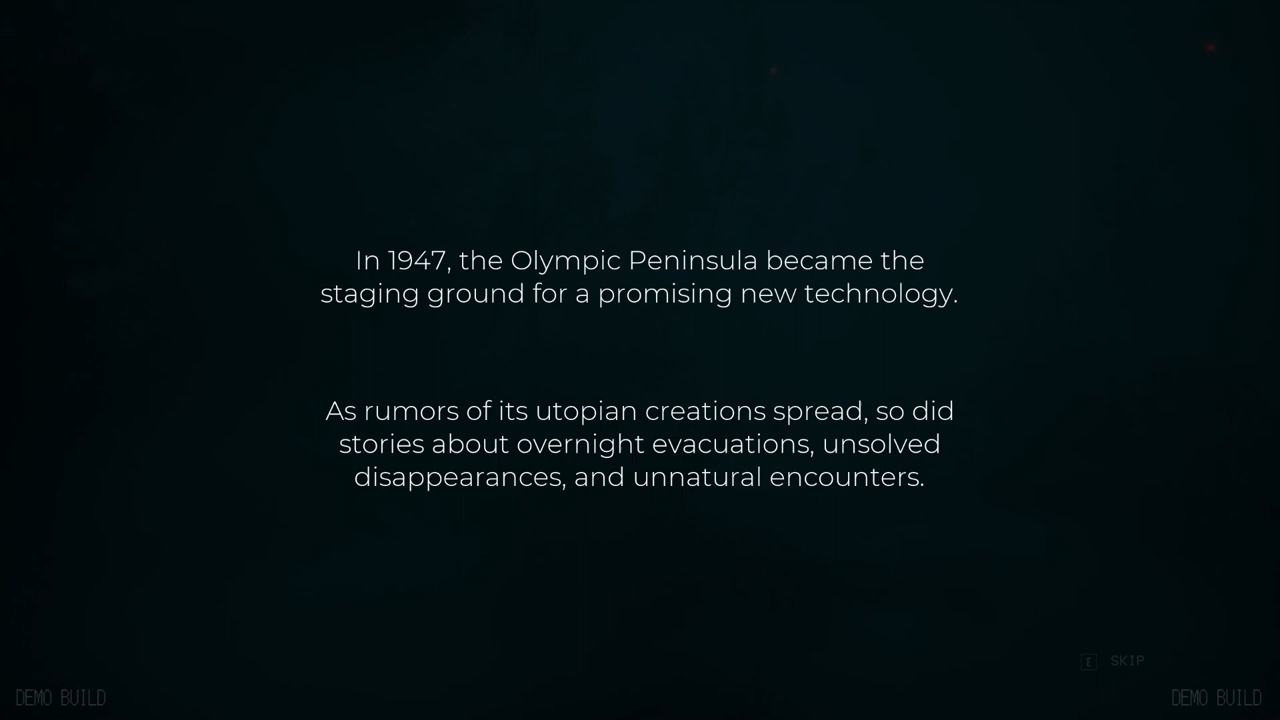 In 1947, the Olympic Peninsula became the
staging ground for a promising new technology.
As rumors of its utopian creations spread, so did
stories about overnight evacuations, unsolved
disappearances, and unnatural encounters.
E SKIP
DEMO BUILD
DEMO BUILD